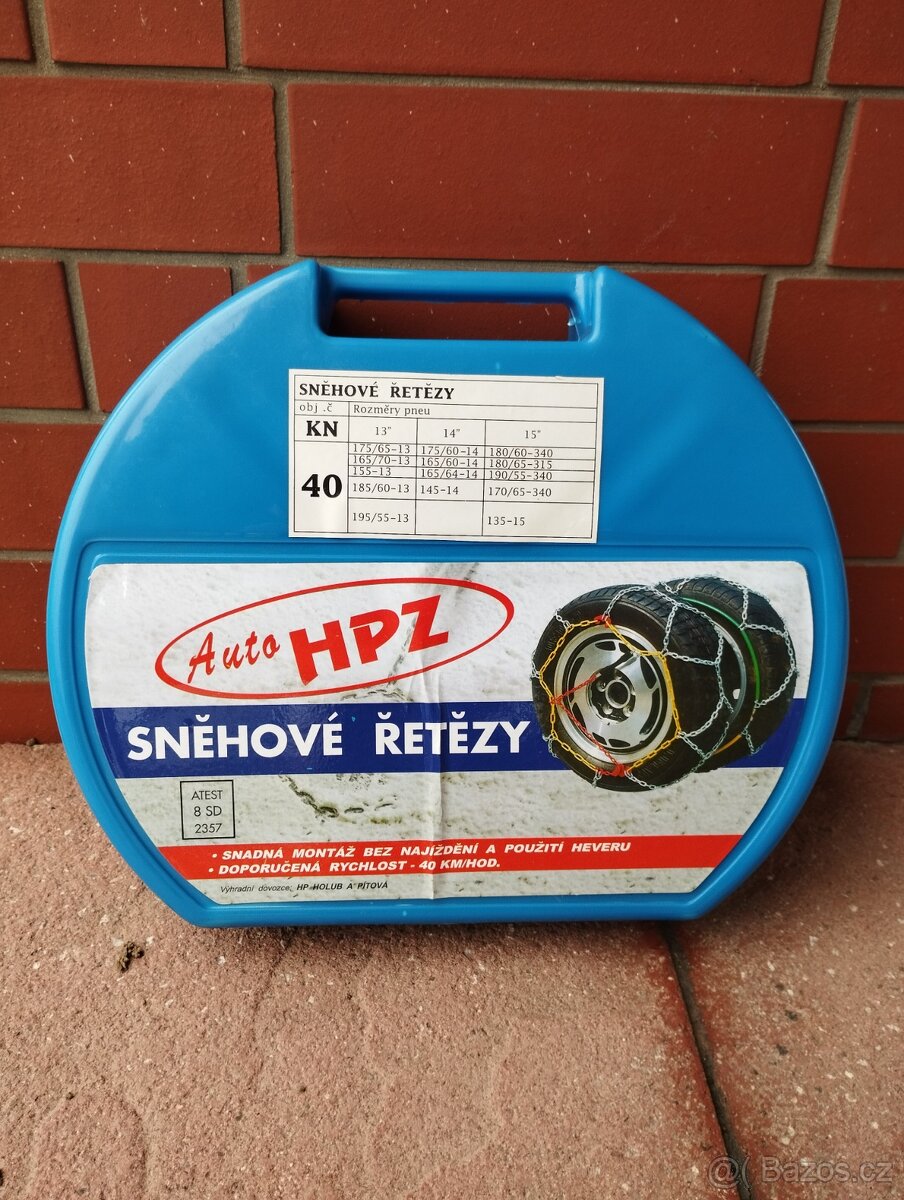 SNĚHOVÉ ŘETĚZY
obj .č Rozměry pneu
KN 13" 14" 15"
40
175/65-13 175/60-14 180/60-340
165/70-13 165/60-14 180/65-315
155-13 165/64-14 190/55-340
185/60-13 145-14 170/65-340
195/55-13 135-15
Auto HPZ
SNĚHOVÉ ŘETĚZY
ATEST
8 SD
2357
• SNADNÁ MONTÁŽ BEZ NAJÍŽDĚNÍ A POUŽITÍ HEVERU
• DOPORUČENÁ RYCHLOST - 40 KM/HOD.
Výhradní dovozce: HP HOLUB A PÍTOVÁ
Bazos.cz